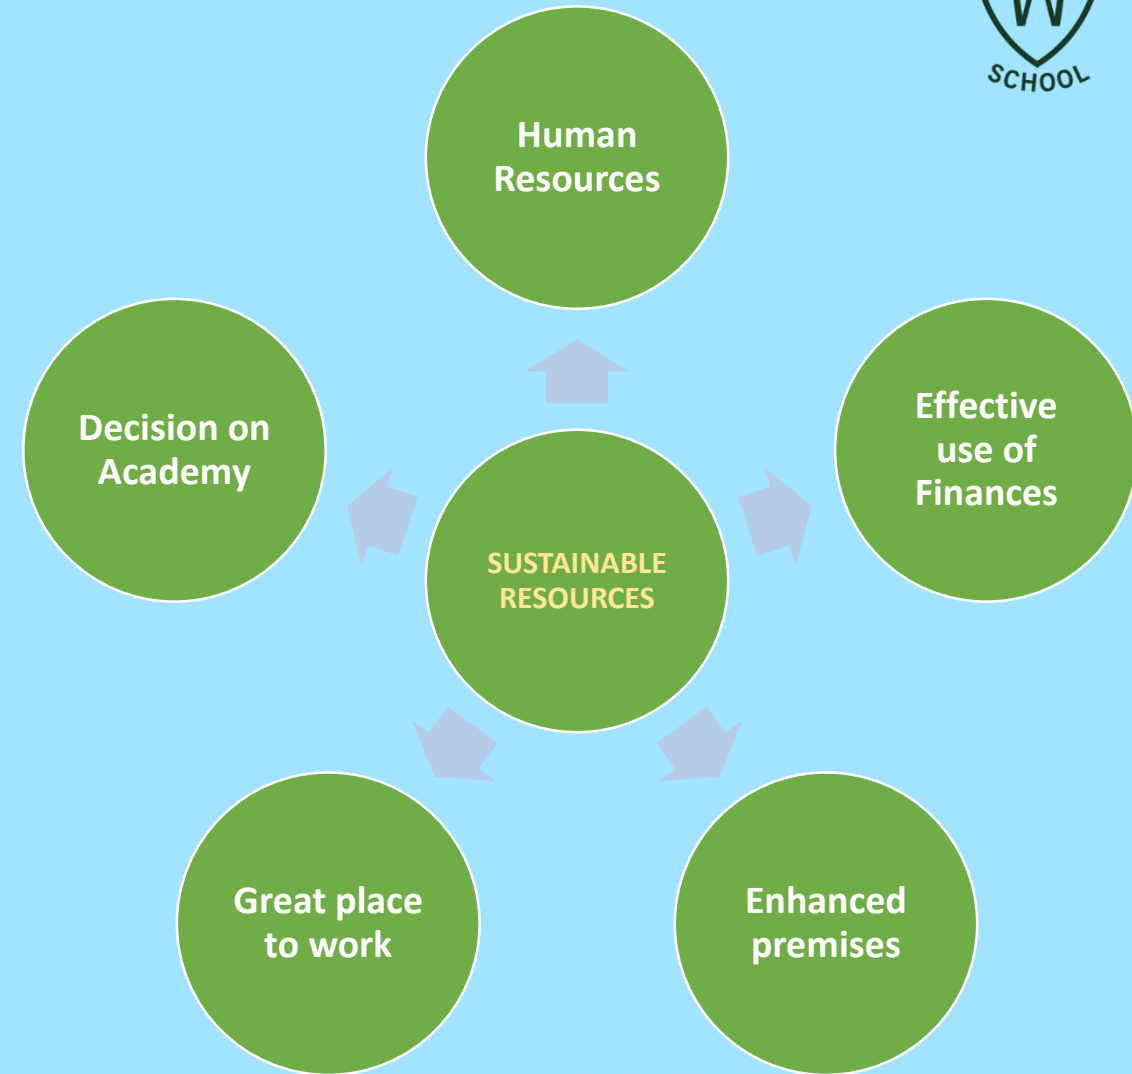 W
SCHOOL
Human
Resources
Decision on
Academy
Effective
use of
Finances
SUSTAINABLE
RESOURCES
Great place
to work
Enhanced
premises